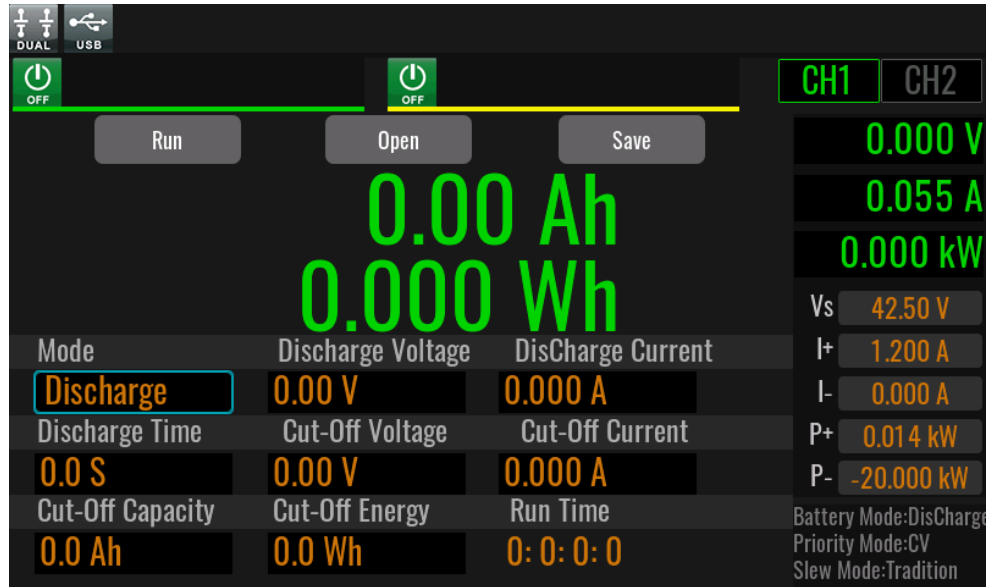 DUAL USB
OFF OFF CH1 CH2
Run Open Save
0.000 V
0.055 A
0.000 kW
0.00 Ah
0.000 Wh
Vs 42.50 V
I+ 1.200 A
I- 0.000 A
P+ 0.014 kW
P- -20.000 kW
Mode Discharge Voltage DisCharge Current
Discharge 0.00 V 0.000 A
Discharge Time Cut-Off Voltage Cut-Off Current
0.0 S 0.00 V 0.000 A
Cut-Off Capacity Cut-Off Energy Run Time
0.0 Ah 0.0 Wh 0: 0: 0: 0
Battery Mode:DisCharge
Priority Mode:CV
Slew Mode:Tradition